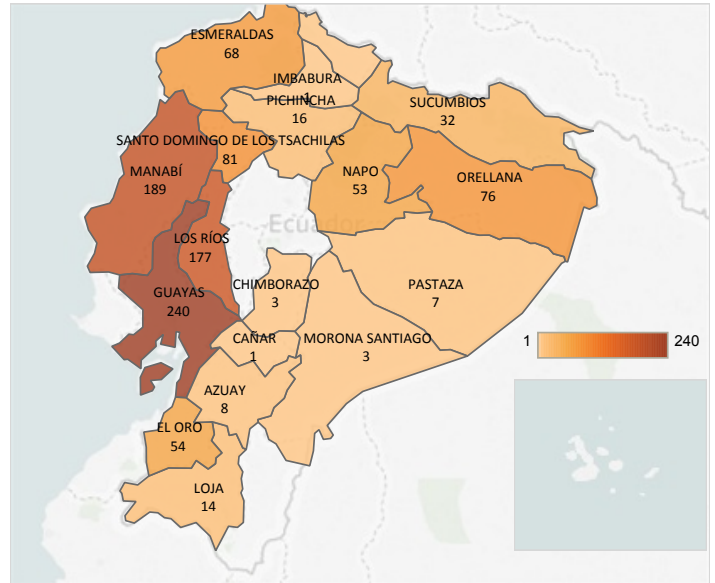 ESMERALDAS
68
IMBABURA
1
PICHINCHA
16
SUCUMBIOS
32
SANTO DOMINGO DE LOS TSACHILAS
81
MANABÍ
189
NAPO
53
ORELLANA
76
Ecuador
LOS RÍOS
177
GUAYAS
240
CHIMBORAZO
3
PASTAZA
7
CAÑAR
1
MORONA SANTIAGO
3
1
240
AZUAY
8
EL ORO
54
LOJA
14